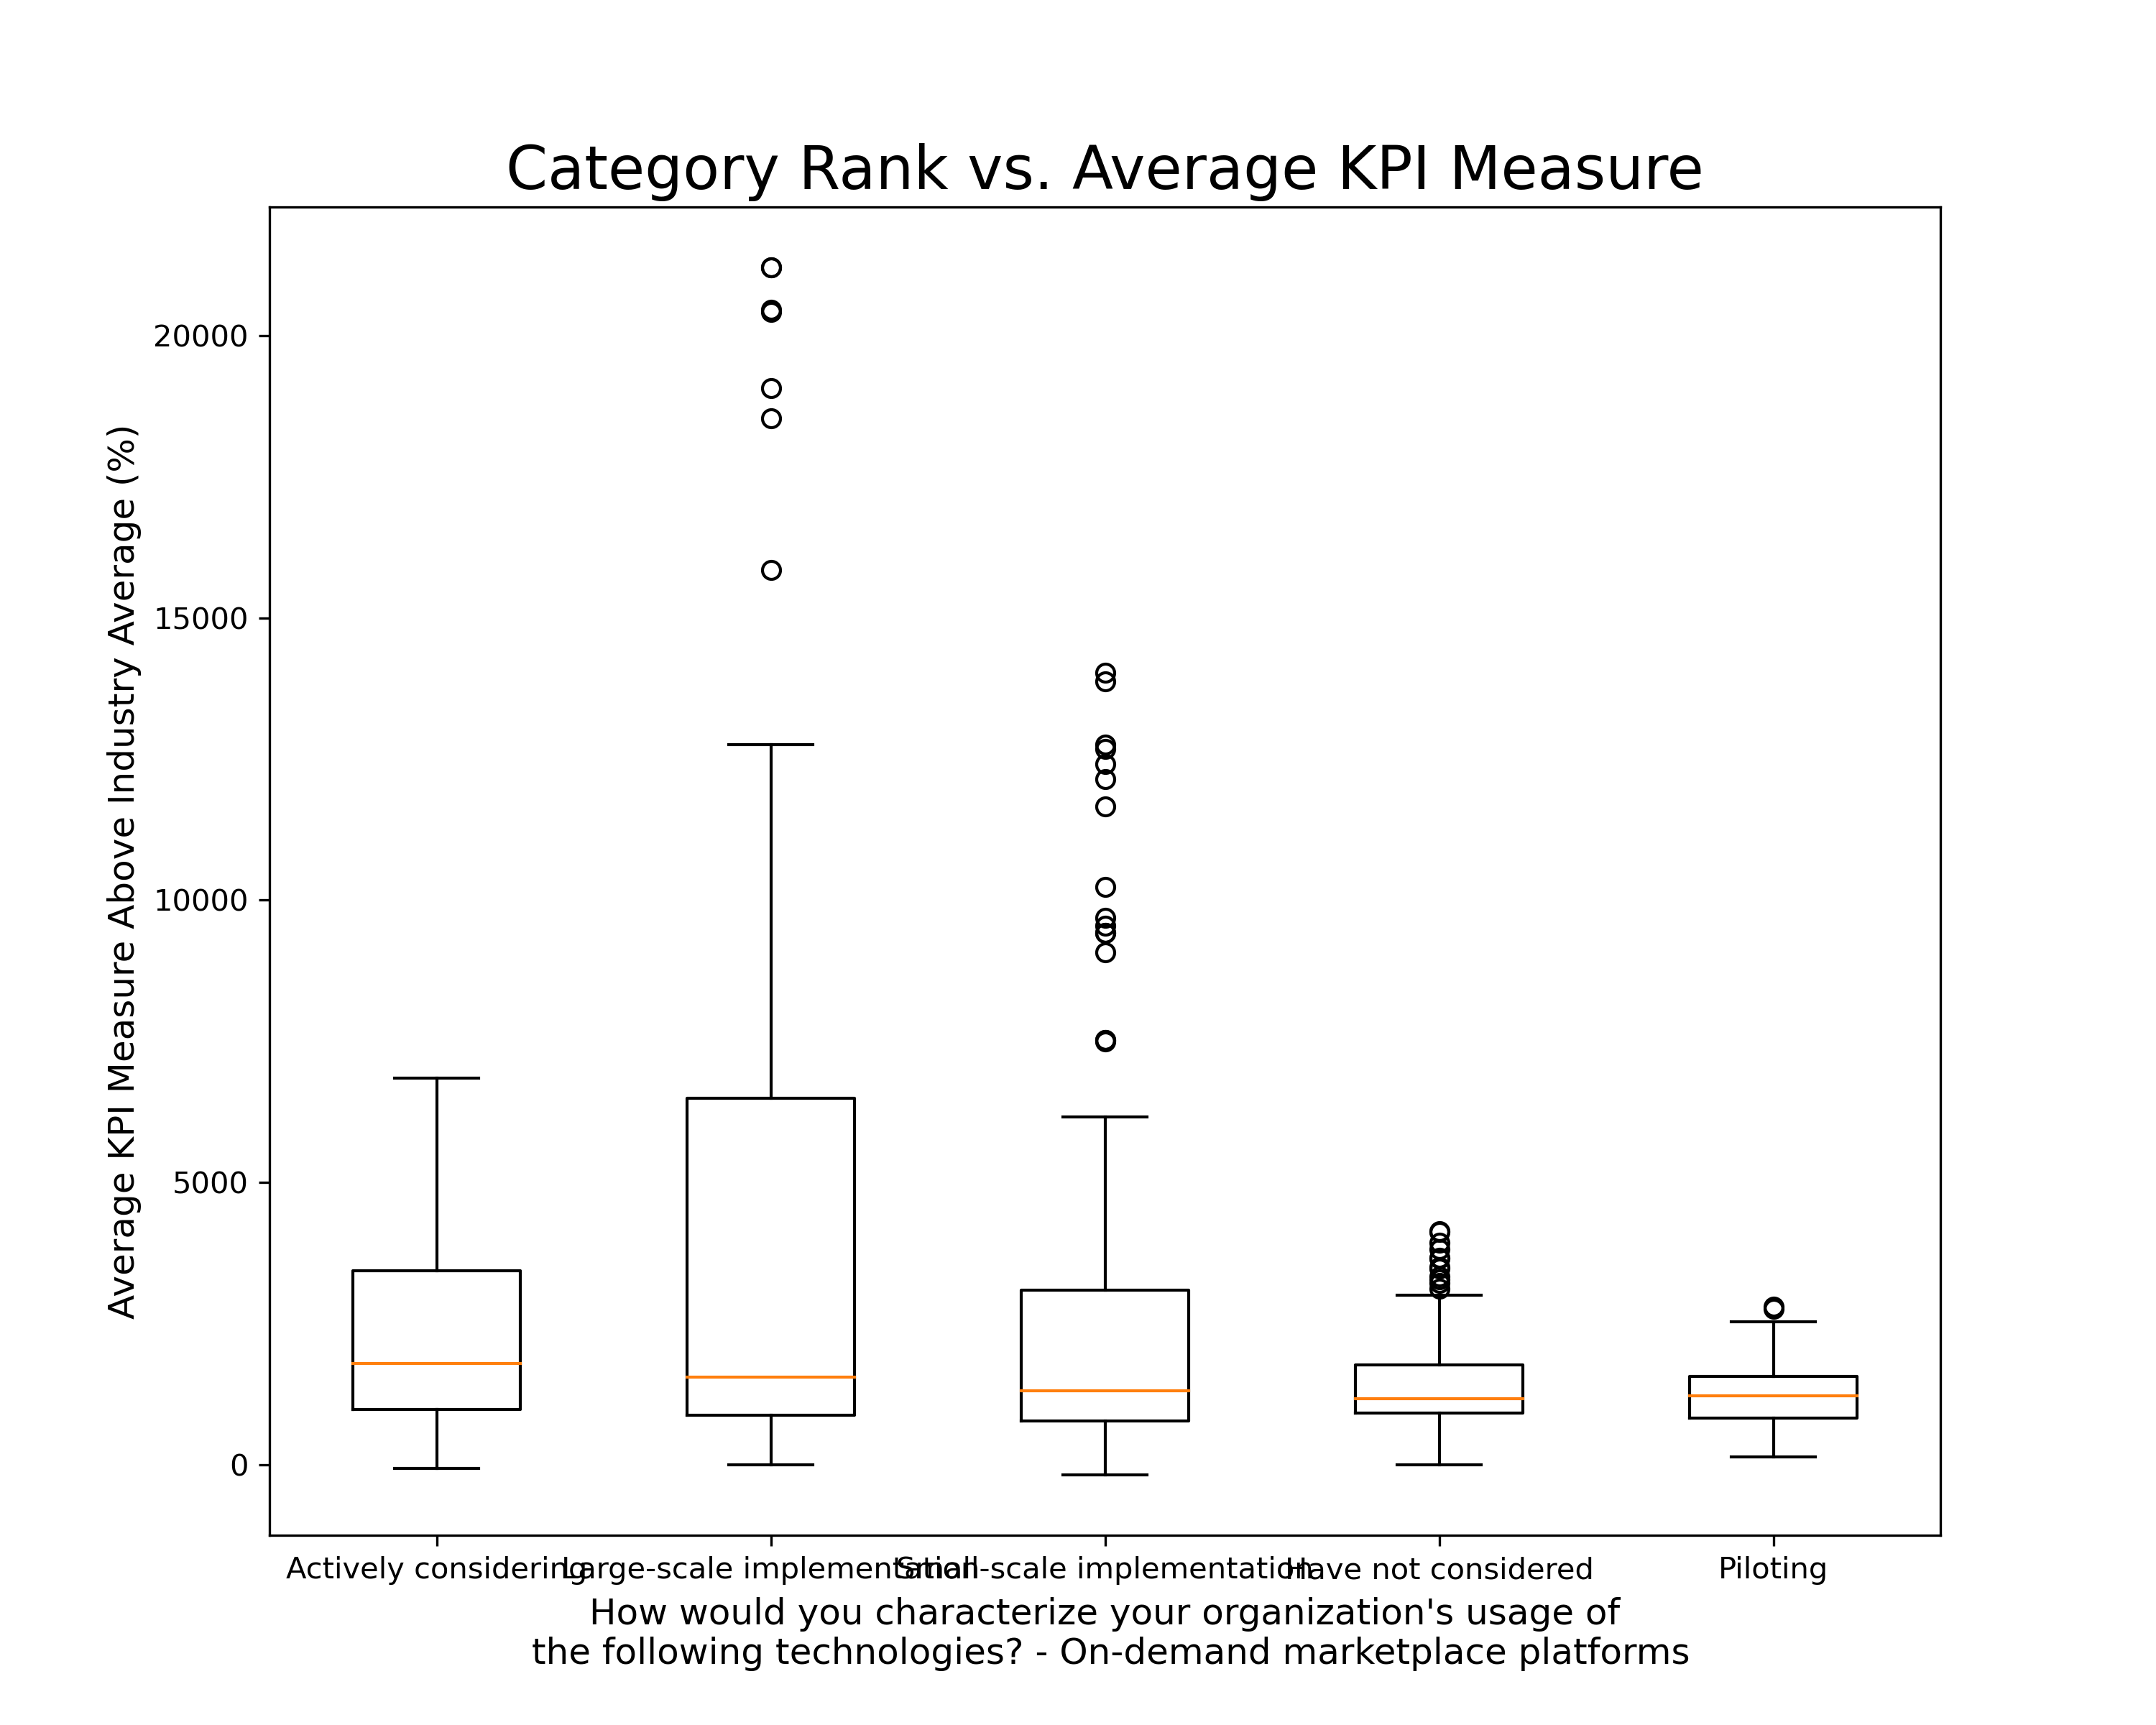 Category Rank vs. Average KPI Measure
Average KPI Measure Above Industry Average (%)
20000
15000
10000
5000
0
Actively considering
Large-scale implementation
Small-scale implementation
Have not considered
Piloting
How would you characterize your organization's usage of
the following technologies? - On-demand marketplace platforms